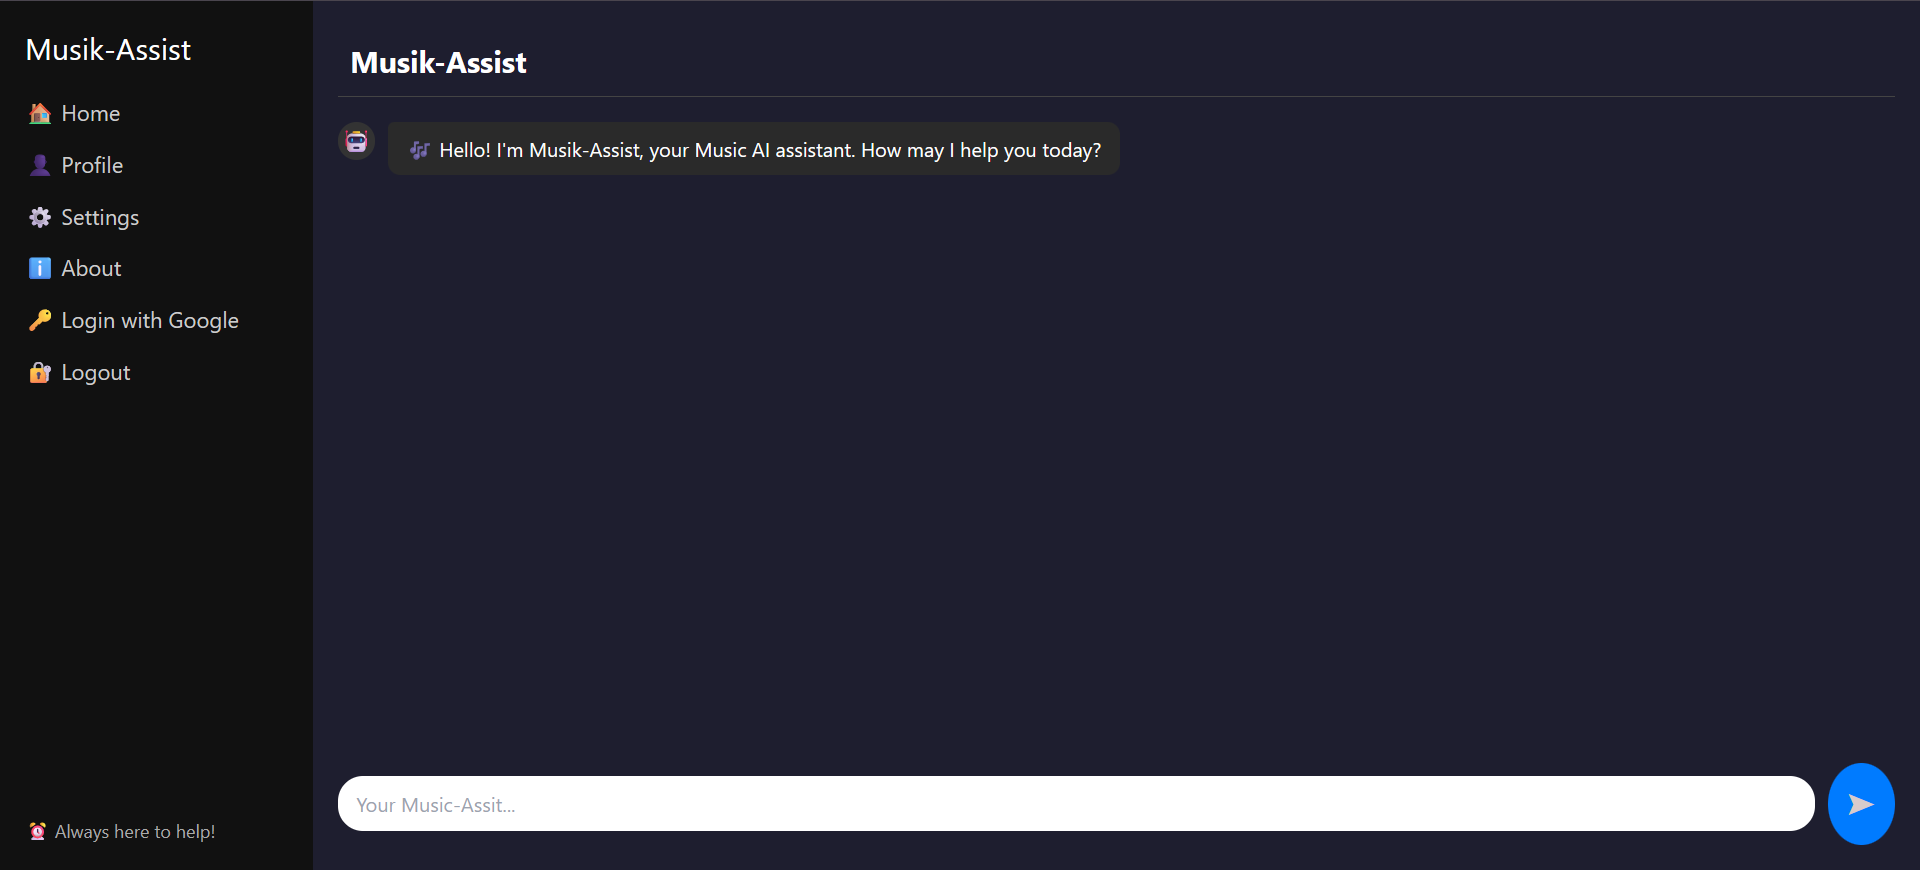 Musik-Assist
🏠 Home
👤 Profile
⚙️ Settings
ℹ️ About
🔑 Login with Google
🔐 Logout
⏰ Always here to help!
Musik-Assist
🎶 Hello! I'm Musik-Assist, your Music AI assistant. How may I help you today?
Your Music-Assit...